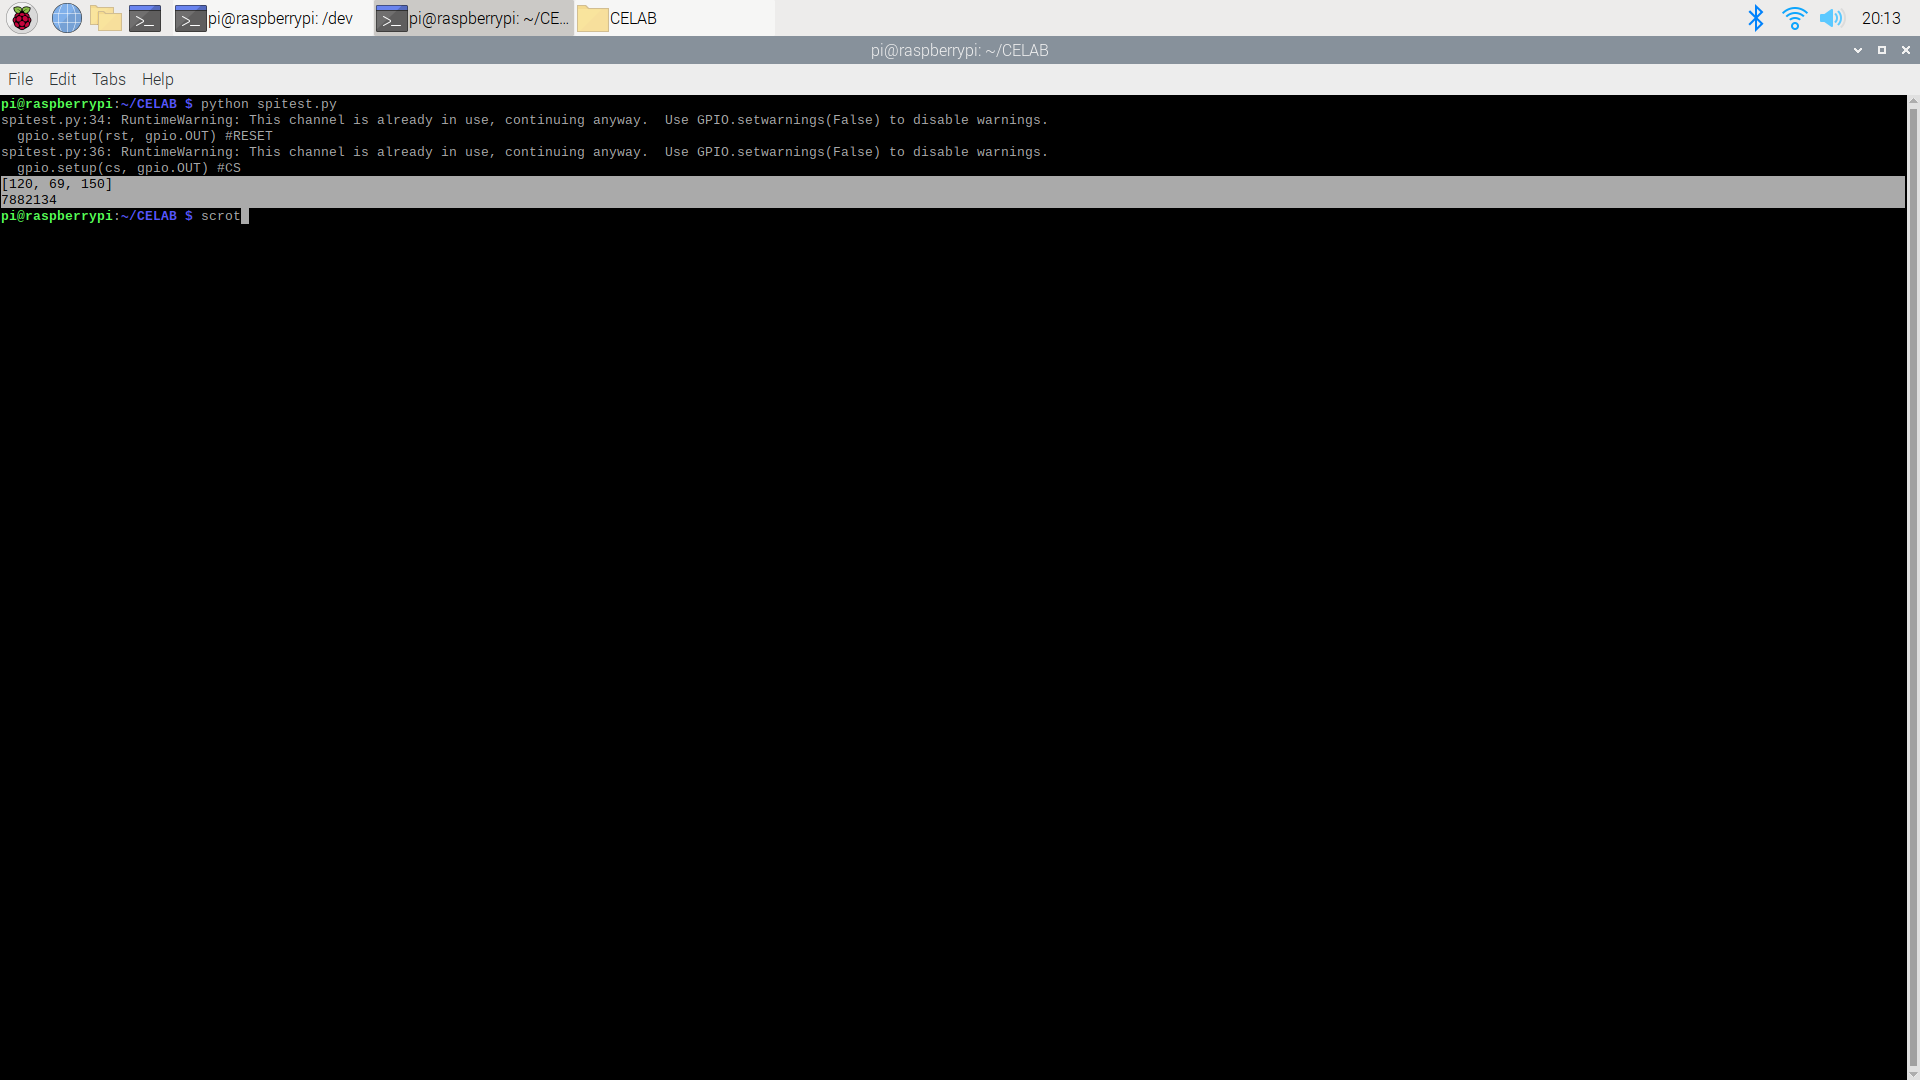 pi@raspberrypi: /dev
pi@raspberrypi: ~/CE...
CELAB
20:13
pi@raspberrypi: ~/CELAB
File Edit Tabs Help
pi@raspberrypi:~/CELAB $ python spitest.py
spitest.py:34: RuntimeWarning: This channel is already in use, continuing anyway.  Use GPIO.setwarnings(False) to disable warnings.
  gpio.setup(rst, gpio.OUT) #RESET
spitest.py:36: RuntimeWarning: This channel is already in use, continuing anyway.  Use GPIO.setwarnings(False) to disable warnings.
  gpio.setup(cs, gpio.OUT) #CS
[120, 69, 150]
7882134
pi@raspberrypi:~/CELAB $ scrot